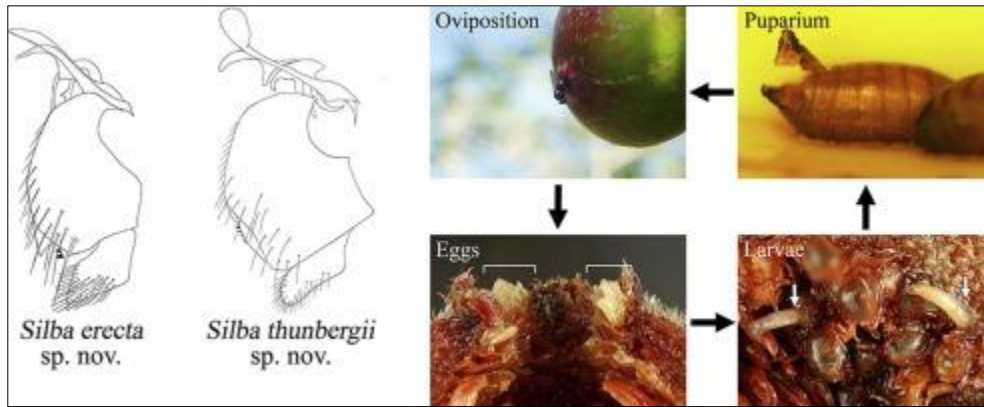 Oviposition
Puparium
Eggs
Larvae
Silba erecta
sp. nov.
Silba thunbergii
sp. nov.